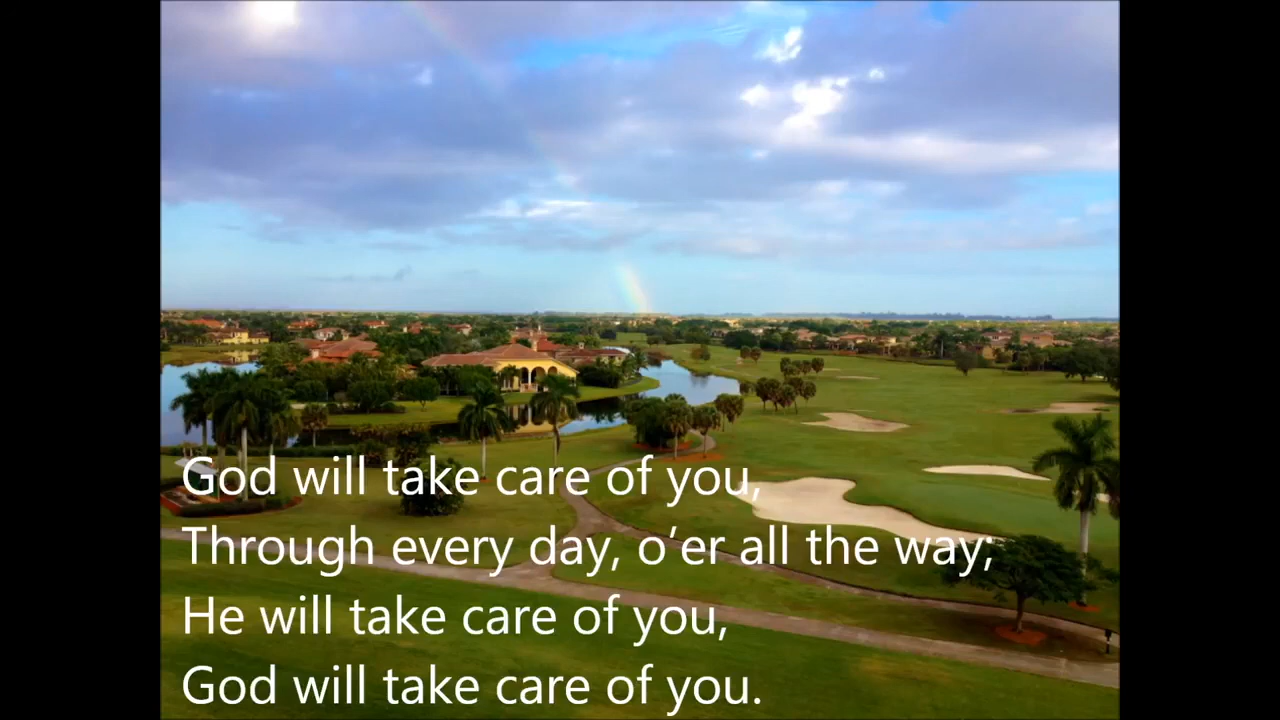 God will take care of you,
Through every day, o’er all the way;
He will take care of you,
God will take care of you.